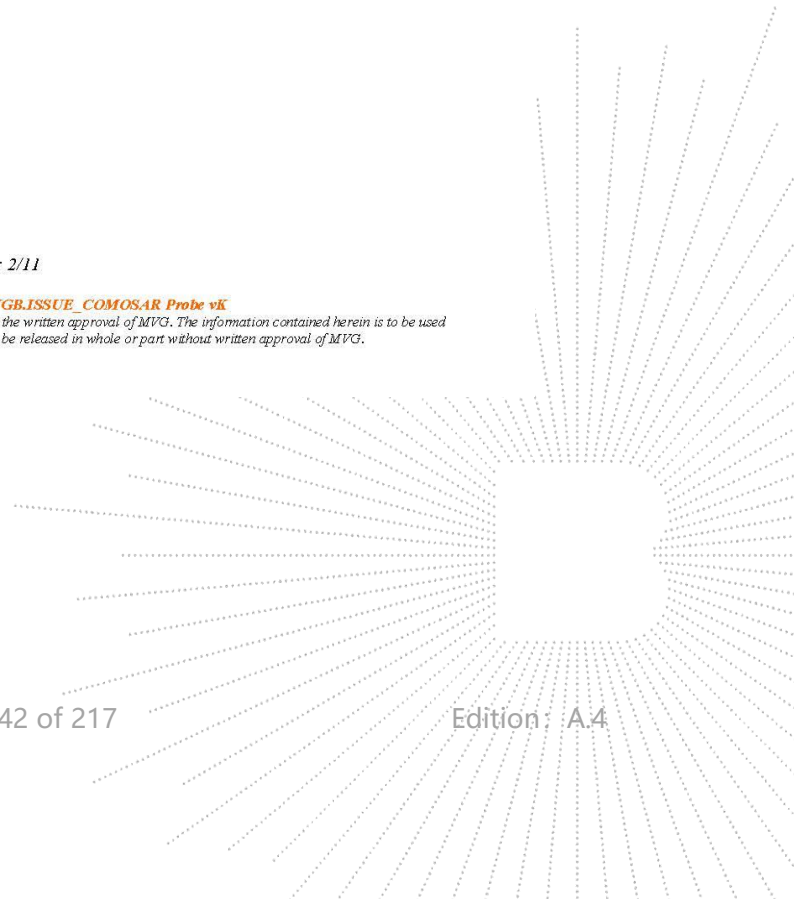 : 2/11
GB.ISSUE_COMOSAR Probe vK
the written approval of MVG. The information contained herein is to be used
be released in whole or part without written approval of MVG.
42 of 217 Edition: A.4